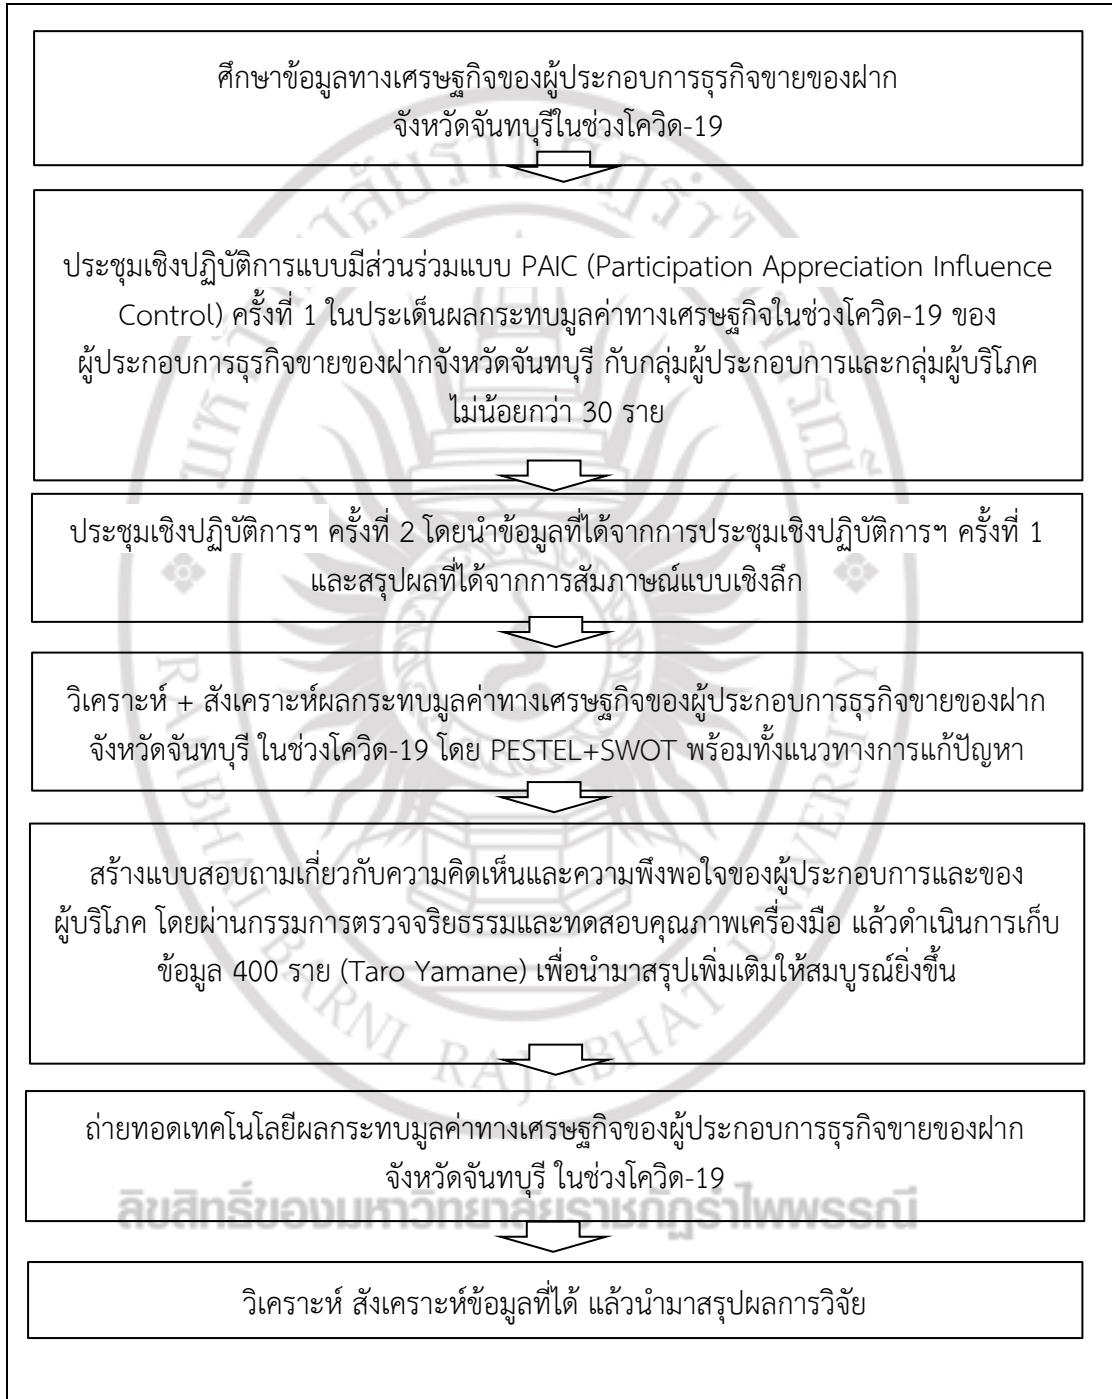 ศึกษาข้อมูลทางเศรษฐกิจของผู้ประกอบการธุรกิจขายของฝาก
จังหวัดจันทบุรีในช่วงโควิด-19
ประชุมเชิงปฏิบัติการแบบมีส่วนร่วมแบบ PAIC (Participation Appreciation Influence
Control) ครั้งที่ 1 ในประเด็นผลกระทบมูลค่าทางเศรษฐกิจในช่วงโควิด-19 ของ
ผู้ประกอบการธุรกิจขายของฝากจังหวัดจันทบุรี กับกลุ่มผู้ประกอบการและกลุ่มผู้บริโภค
ไม่น้อยกว่า 30 ราย
ประชุมเชิงปฏิบัติการฯ ครั้งที่ 2 โดยนำข้อมูลที่ได้จากการประชุมเชิงปฏิบัติการฯ ครั้งที่ 1
และสรุปผลที่ได้จากการสัมภาษณ์แบบเชิงลึก
วิเคราะห์ + สังเคราะห์ผลกระทบมูลค่าทางเศรษฐกิจของผู้ประกอบการธุรกิจขายของฝาก
จังหวัดจันทบุรี ในช่วงโควิด-19 โดย PESTEL+SWOT พร้อมทั้งแนวทางการแก้ปัญหา
สร้างแบบสอบถามเกี่ยวกับความคิดเห็นและความพึงพอใจของผู้ประกอบการและของ
ผู้บริโภค โดยผ่านกรรมการตรวจจริยธรรมและทดสอบคุณภาพเครื่องมือ แล้วดำเนินการเก็บ
ข้อมูล 400 ราย (Taro Yamane) เพื่อนำมาสรุปเพิ่มเติมให้สมบูรณ์ยิ่งขึ้น
ถ่ายทอดเทคโนโลยีผลกระทบมูลค่าทางเศรษฐกิจของผู้ประกอบการธุรกิจขายของฝาก
จังหวัดจันทบุรี ในช่วงโควิด-19
ลิขสิทธิ์ของมหาวิทยาลัยราชภัฏรำไพพรรณี
วิเคราะห์ สังเคราะห์ข้อมูลที่ได้ แล้วนำมาสรุปผลการวิจัย
RAMBHAI BARNI RAJABHAT UNIVERSITY